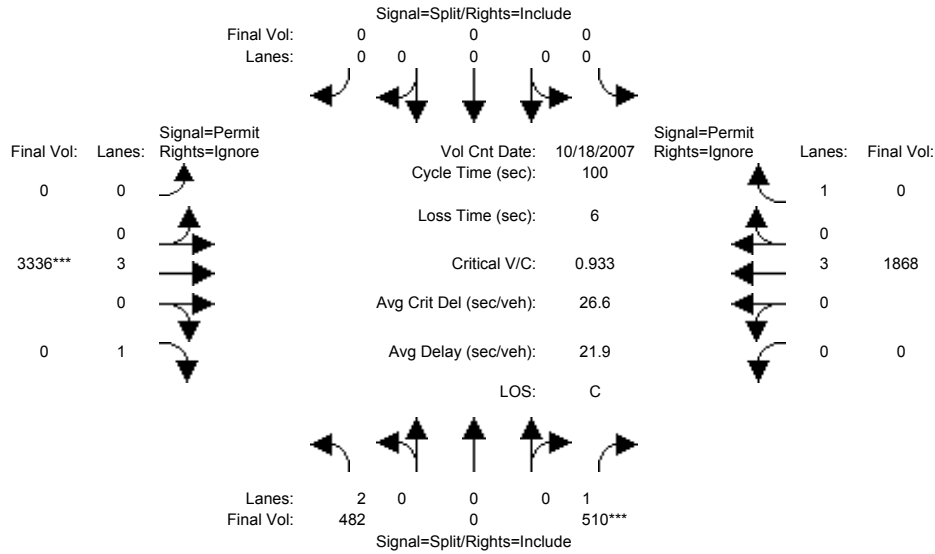 Signal=Split/Rights=Include
Final Vol: 0 0 0
Lanes: 0 0 0 0 0
Signal=Permit Signal=Permit
Final Vol: Lanes: Rights=Ignore Vol Cnt Date: 10/18/2007 Rights=Ignore Lanes: Final Vol:
Cycle Time (sec): 100
0 0 1 0
Loss Time (sec): 6
0 0
3336*** 3 Critical V/C: 0.933 3 1868
0 Avg Crit Del (sec/veh): 26.6 0
0 1 Avg Delay (sec/veh): 21.9 0 0
LOS: C
Lanes: 2 0 0 0 1
Final Vol: 482 0 510***
Signal=Split/Rights=Include